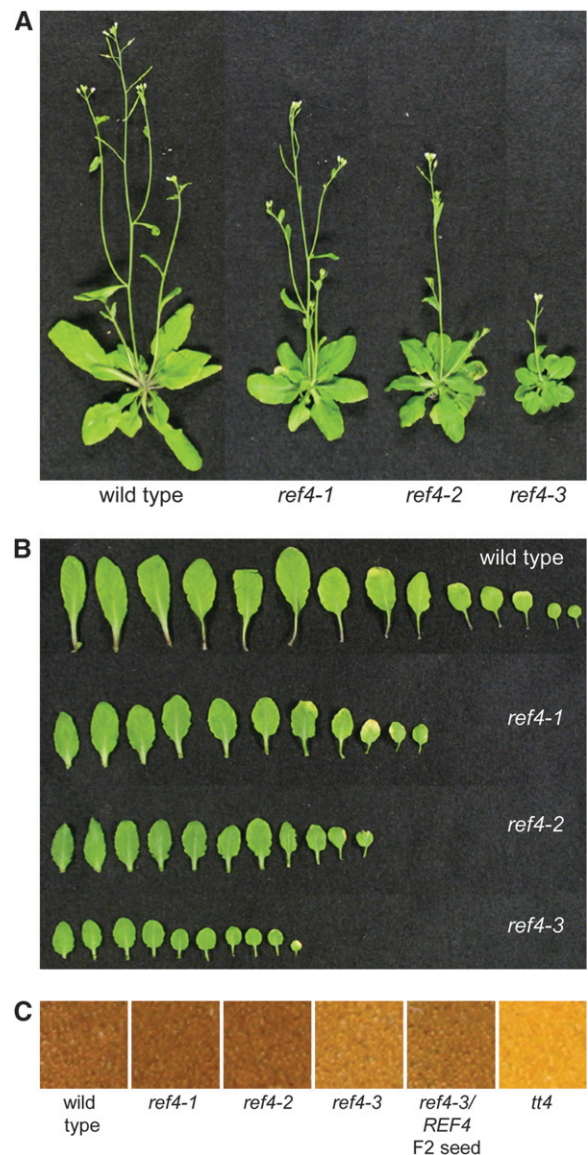 A
wild type
ref4-1
ref4-2
ref4-3
B
wild type
ref4-1
ref4-2
ref4-3
C
wild
type
ref4-1
ref4-2
ref4-3
ref4-3/
REF4
F2 seed
tt4